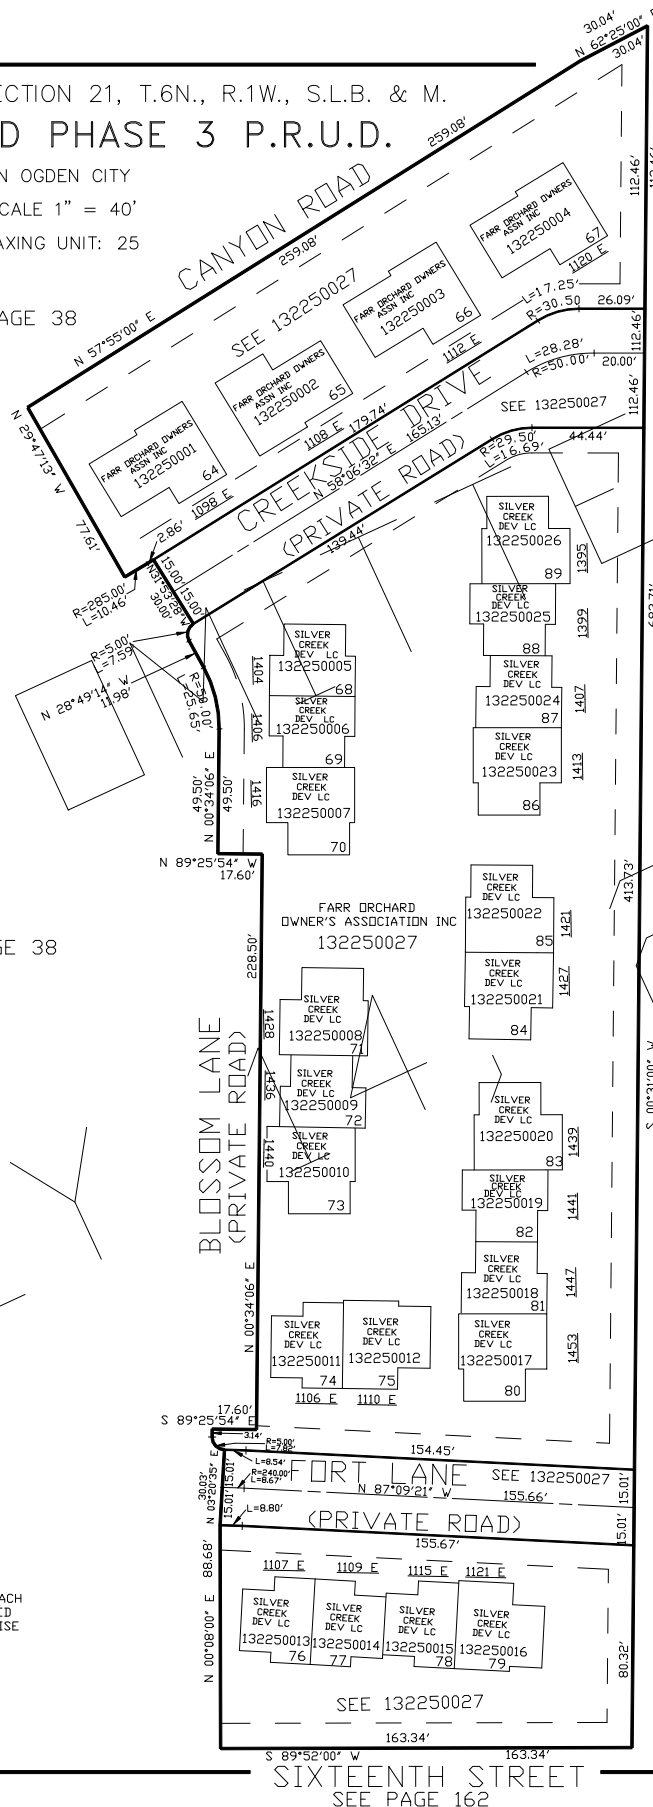 30.04'
N 62°25'00"
30.04'
ECTION 21, T.6N., R.1W., S.L.B. & M.
D PHASE 3 P.R.U.D.
N OGDEN CITY
CALE 1" = 40'
AXING UNIT: 25
AGE 38
259.08'
CANYON ROAD
259.08'
N 57°55'00" E
112.46'
112.46'
FARR ORCHARD OWNERS
ASSN INC
132250004
67
1120 E
SEE 132250027
FARR ORCHARD OWNERS
ASSN INC
132250003
66
1112 E
FARR ORCHARD OWNERS
ASSN INC
132250002
65
1108 E
FARR ORCHARD OWNERS
ASSN INC
132250001
64
1098 E
L=17.25'
R=30.50
26.09'
112.46'
L=28.28'
R=50.00'
20.00'
112.46'
SEE 132250027
N 29°47'13" W
77.61'
179.74'
CREEKSIDE DRIVE
165.13'
N 58°06'32" E
(PRIVATE ROAD)
139.44'
R=29.50'
L=16.69'
44.44'
2.86'
15.00'
15.00'
N31°53'28"W
30.00'
R=285.00'
L=10.46'
R=5.00'
L=7.59'
N 28°49'14" W
11.98'
R=50.00'
L=25.65'
SILVER
CREEK
DEV LC
132250026
89
1395
SILVER
CREEK
DEV LC
132250025
88
1399
SILVER
CREEK
DEV LC
132250024
87
1407
SILVER
CREEK
DEV LC
132250023
86
1413
1404
SILVER
CREEK
DEV LC
132250005
68
1406
SILVER
CREEK
DEV LC
132250006
69
1416
SILVER
CREEK
DEV LC
132250007
70
49.50'
N 00°34'06" E
49.50'
N 89°25'54" W
17.60'
682.71'
413.73'
FARR ORCHARD
OWNER'S ASSOCIATION INC
132250027
SILVER
CREEK
DEV LC
132250022
85
1421
SILVER
CREEK
DEV LC
132250021
84
1427
GE 38
228.50'
1428
SILVER
CREEK
DEV LC
132250008
71
1436
SILVER
CREEK
DEV LC
132250009
72
1440
SILVER
CREEK
DEV LC
132250010
73
BLOSSOM LANE
(PRIVATE ROAD)
S 00°31'00" W
SILVER
CREEK
DEV LC
132250020
83
1439
SILVER
CREEK
DEV LC
132250019
82
1441
SILVER
CREEK
DEV LC
132250018
81
1447
SILVER
CREEK
DEV LC
132250017
80
1453
N 00°34'06" E
SILVER
CREEK
DEV LC
132250011
74
1106 E
SILVER
CREEK
DEV LC
132250012
75
1110 E
17.60'
S 89°25'54" E
3.14'
R=5.00'
L=7.82'
L=8.54'
R=240.00'
L=8.67'
L=8.80'
N 03°20'35" E
30.03'
15.01'
15.01'
154.45'
FORT LANE
SEE 132250027
N 87°09'21" W
155.66'
15.01'
15.01'
(PRIVATE ROAD)
155.67'
88.68'
N 00°08'00" E
1107 E
1109 E
1115 E
1121 E
SILVER
CREEK
DEV LC
132250013
76
SILVER
CREEK
DEV LC
132250014
77
SILVER
CREEK
DEV LC
132250015
78
SILVER
CREEK
DEV LC
132250016
79
80.32'
ACH
ED
ISE
SEE 132250027
163.34'
S 89°52'00" W
163.34'
SIXTEENTH STREET
SEE PAGE 162